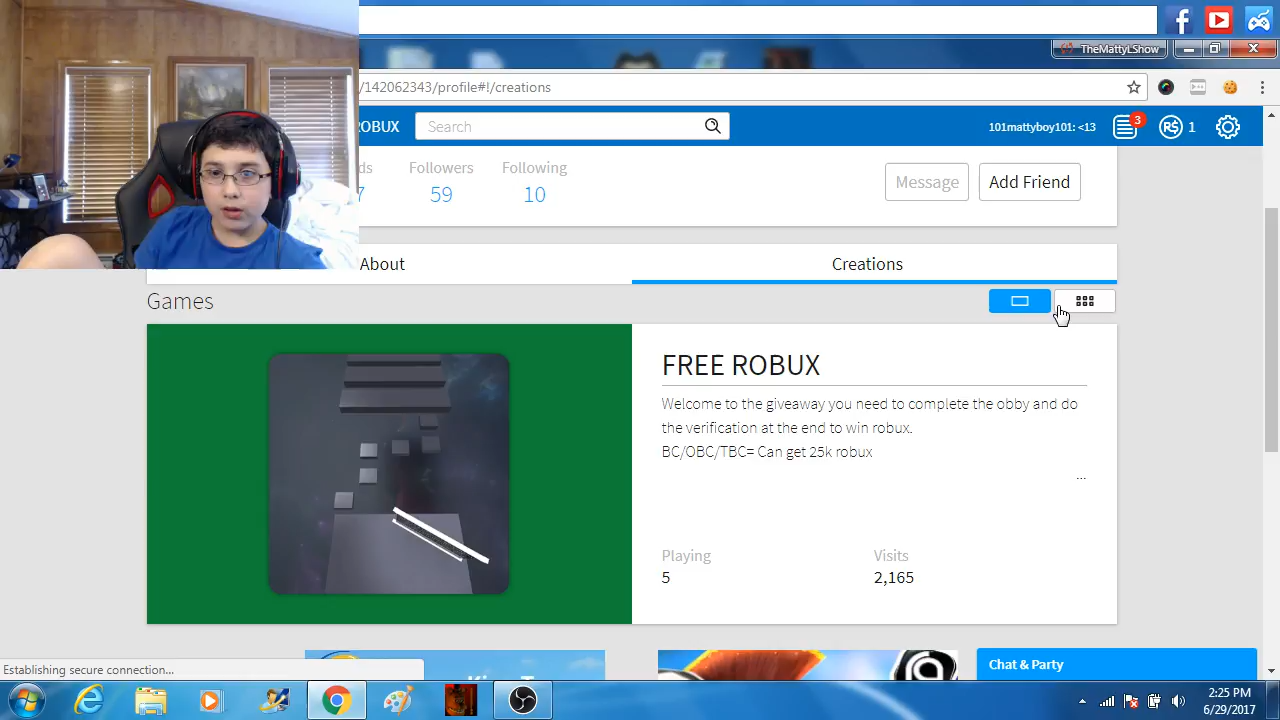 TheMattyLShow
/142062343/profile#!/creations
OBUX
Search
101mattyboy101: <13
3
R$ 1
ds
Followers
Following
7
59
10
Message
Add Friend
About
Creations
Games
FREE ROBUX
Welcome to the giveaway you need to complete the obby and do
the verification at the end to win robux.
BC/OBC/TBC= Can get 25k robux
...
Playing
Visits
5
2,165
Chat & Party
Establishing secure connection...
2:25 PM
6/29/2017